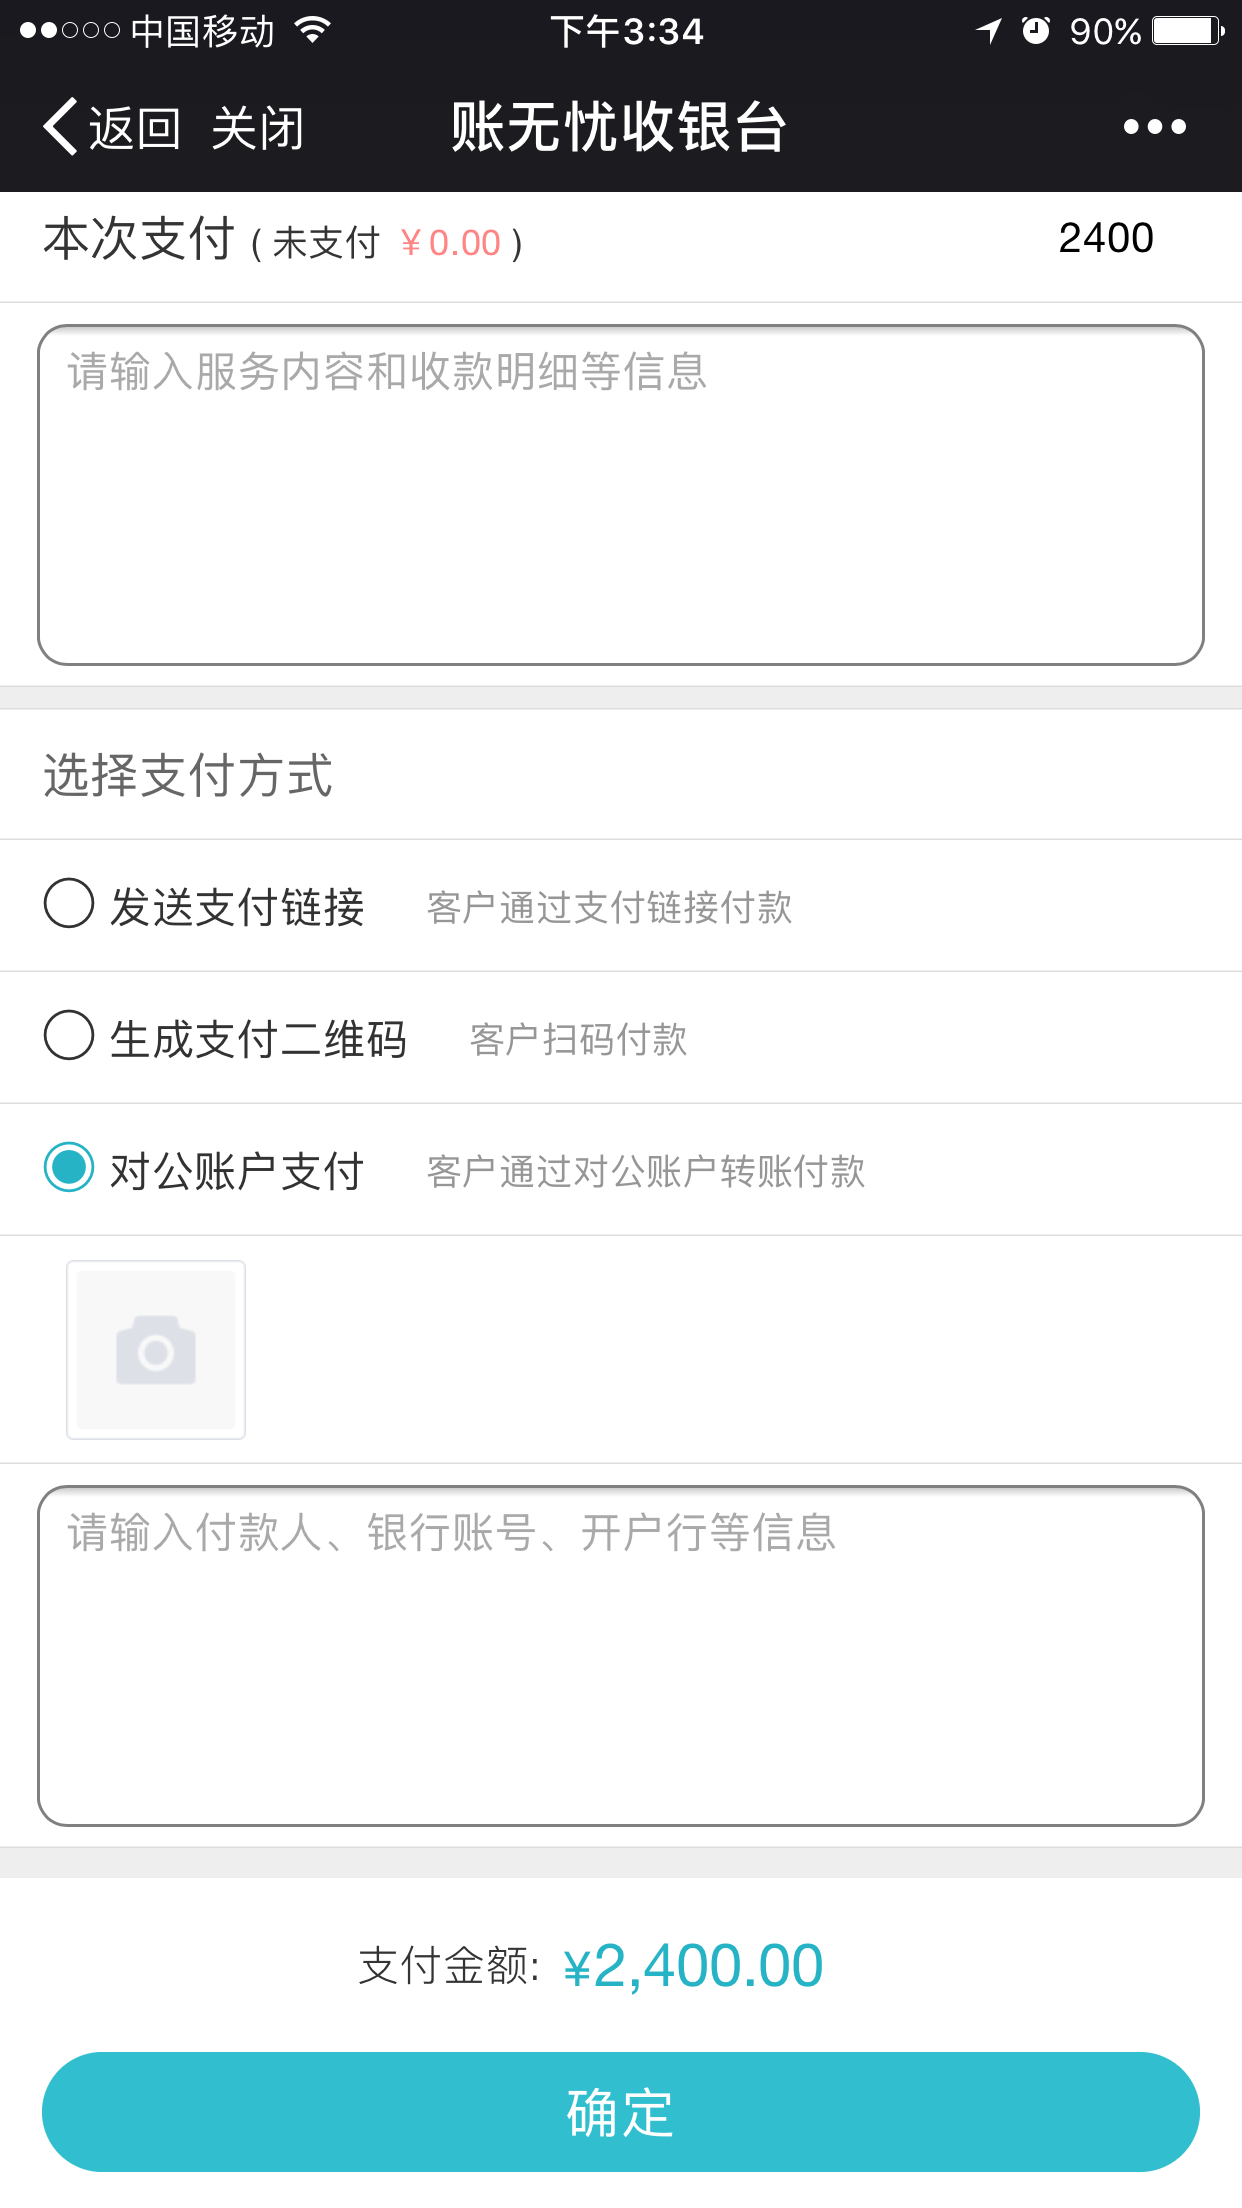 中国移动 下午3:34 90%
返回 关闭 账无忧收银台
本次支付 ( 未支付 ¥0.00 ) 2400
请输入服务内容和收款明细等信息
选择支付方式
发送支付链接 客户通过支付链接付款
生成支付二维码 客户扫码付款
对公账户支付 客户通过对公账户转账付款
请输入付款人、银行账号、开户行等信息
支付金额: ¥2,400.00
确定